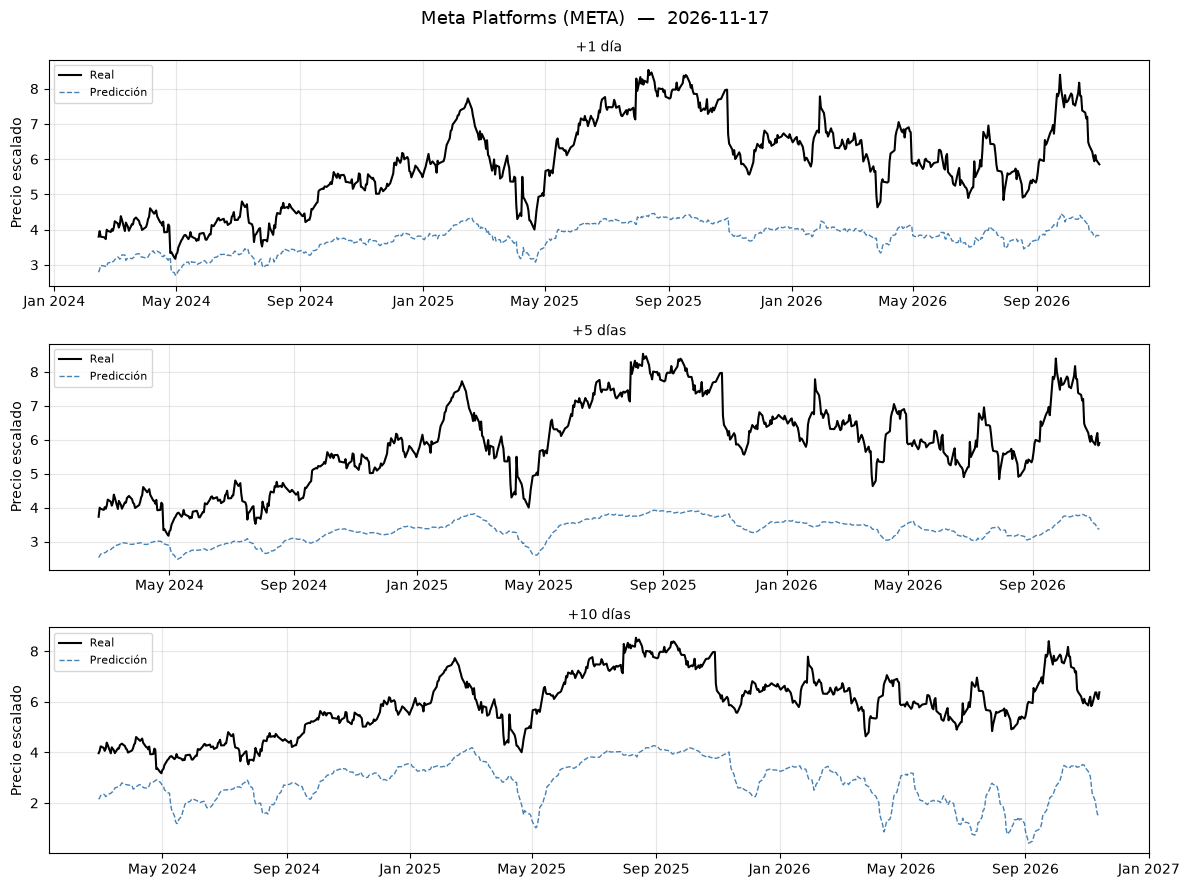 Meta Platforms (META) — 2026-11-17
+1 día
Precio escalado
8
7
6
5
4
3
Real
Predicción
Jan 2024 May 2024 Sep 2024 Jan 2025 May 2025 Sep 2025 Jan 2026 May 2026 Sep 2026
+5 días
Precio escalado
8
7
6
5
4
3
Real
Predicción
May 2024 Sep 2024 Jan 2025 May 2025 Sep 2025 Jan 2026 May 2026 Sep 2026
+10 días
Precio escalado
8
6
4
2
Real
Predicción
May 2024 Sep 2024 Jan 2025 May 2025 Sep 2025 Jan 2026 May 2026 Sep 2026 Jan 2027